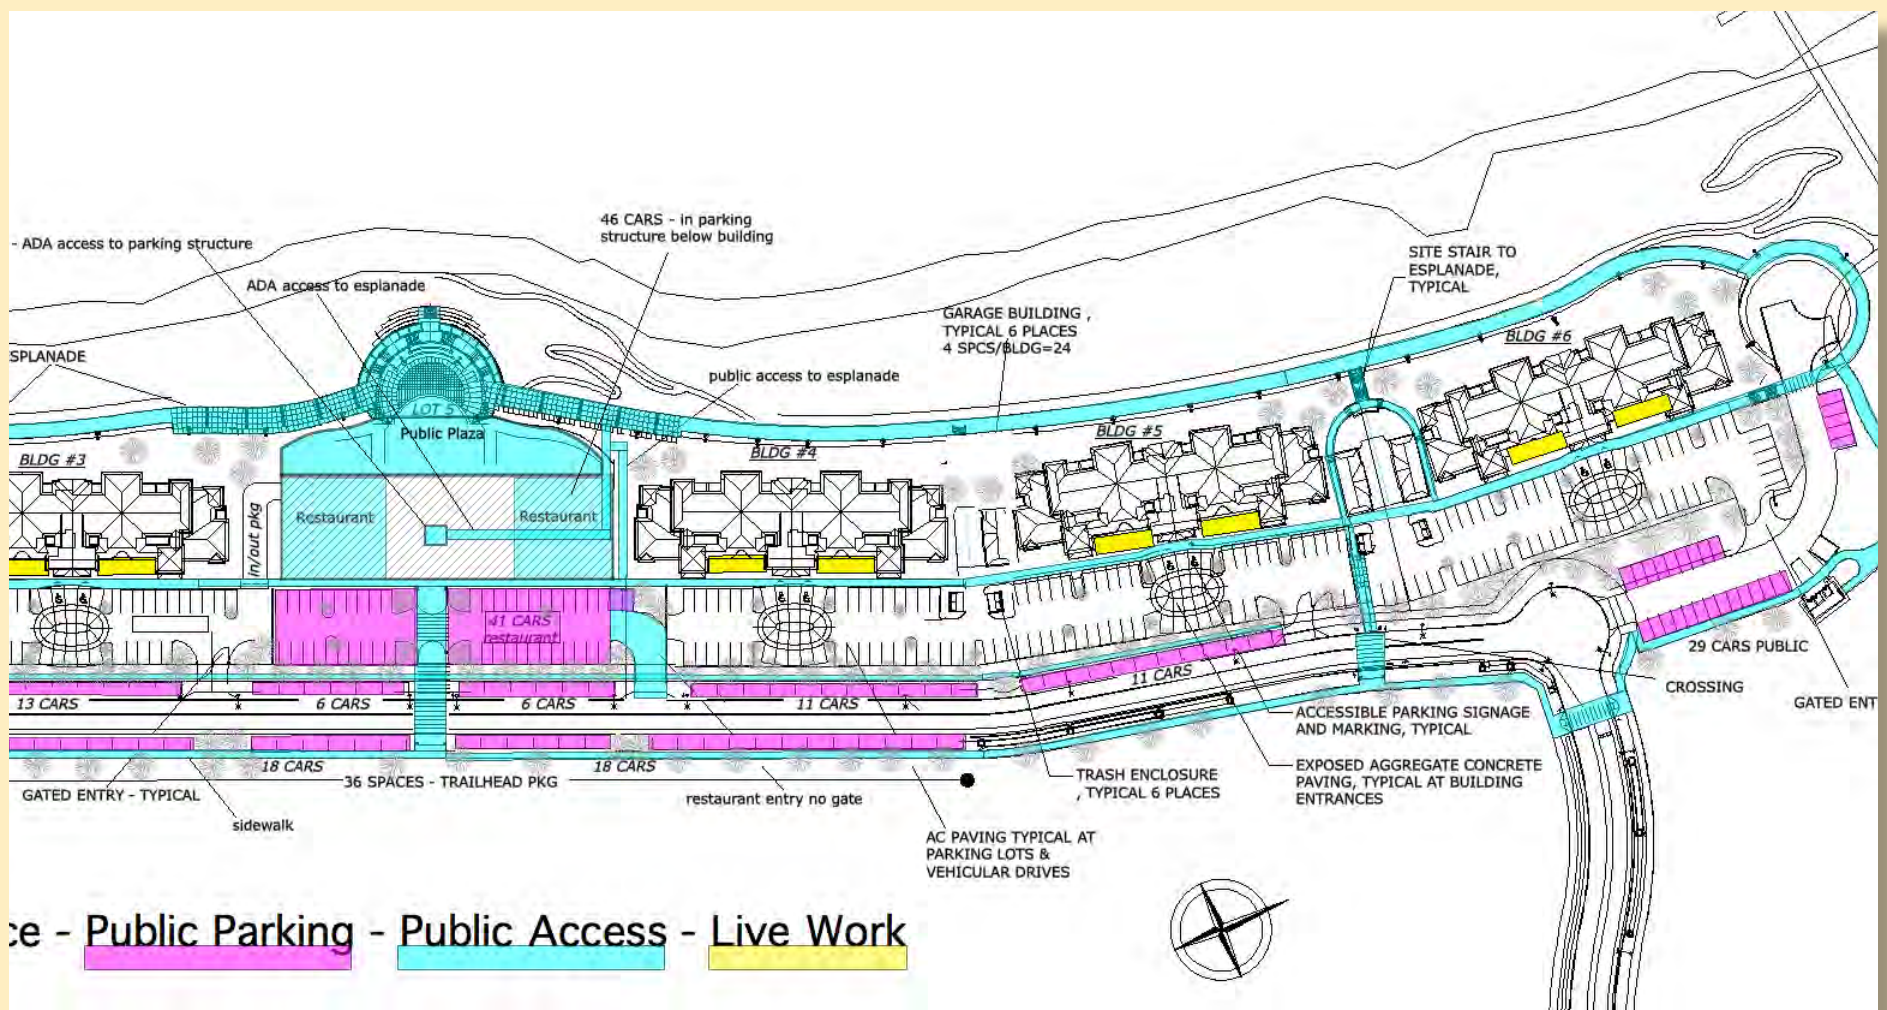 46 CARS - in parking
structure below building
- ADA access to parking structure
SITE STAIR TO
ESPLANADE,
TYPICAL
ADA access to esplanade
GARAGE BUILDING ,
TYPICAL 6 PLACES
4 SPCS/BLDG=24
BLDG #6
SPLANADE
public access to esplanade
LOT 5
Public Plaza
BLDG #5
BLDG #3
BLDG #4
Restaurant
Restaurant
in/out pkg
41 CARS
restaurant
29 CARS PUBLIC
11 CARS
CROSSING
13 CARS
6 CARS
6 CARS
11 CARS
GATED ENT
ACCESSIBLE PARKING SIGNAGE
AND MARKING, TYPICAL
18 CARS
18 CARS
36 SPACES - TRAILHEAD PKG
EXPOSED AGGREGATE CONCRETE
PAVING, TYPICAL AT BUILDING
ENTRANCES
TRASH ENCLOSURE
, TYPICAL 6 PLACES
GATED ENTRY - TYPICAL
restaurant entry no gate
sidewalk
AC PAVING TYPICAL AT
PARKING LOTS &
VEHICULAR DRIVES
ce - Public Parking - Public Access - Live Work